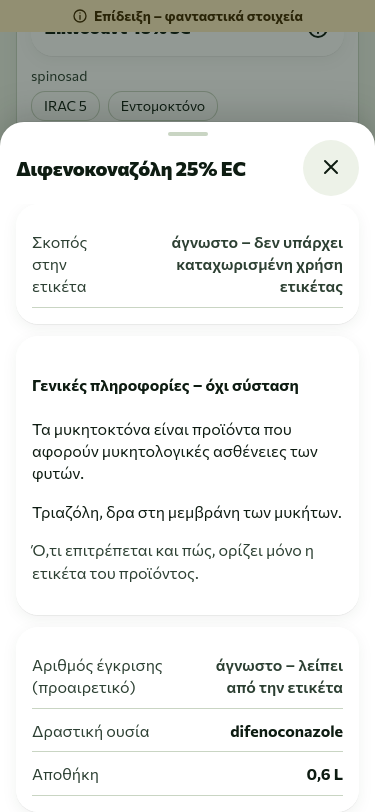 Επίδειξη – φανταστικά στοιχεία
spinosad
IRAC 5
Εντομοκτόνο
Διφενοκοναζόλη 25% EC
Σκοπός στην ετικέτα
άγνωστο – δεν υπάρχει καταχωρισμένη χρήση ετικέτας
Γενικές πληροφορίες – όχι σύσταση
Τα μυκητοκτόνα είναι προϊόντα που
αφορούν μυκητολογικές ασθένειες των
φυτών.
Τριαζόλη, δρα στη μεμβράνη των μυκήτων.
Ό,τι επιτρέπεται και πώς, ορίζει μόνο η
ετικέτα του προϊόντος.
Αριθμός έγκρισης (προαιρετικό)
άγνωστο – λείπει από την ετικέτα
Δραστική ουσία
difenoconazole
Αποθήκη
0,6 L